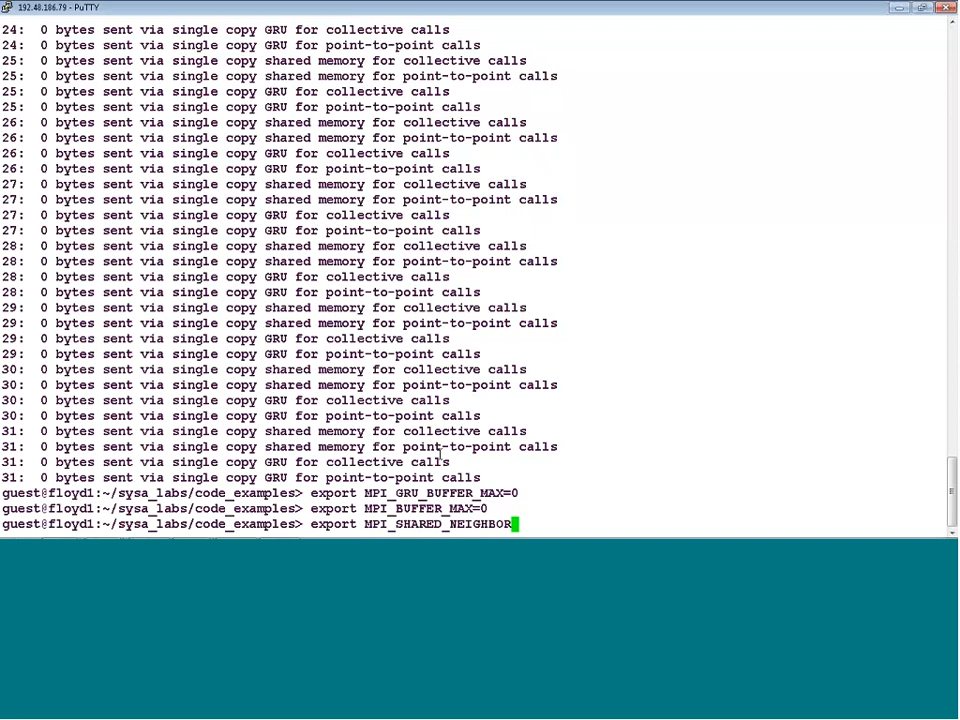 192.48.186.79 - PuTTY
24:  0 bytes sent via single copy GRU for collective calls
24:  0 bytes sent via single copy GRU for point-to-point calls
25:  0 bytes sent via single copy shared memory for collective calls
25:  0 bytes sent via single copy shared memory for point-to-point calls
25:  0 bytes sent via single copy GRU for collective calls
25:  0 bytes sent via single copy GRU for point-to-point calls
26:  0 bytes sent via single copy shared memory for collective calls
26:  0 bytes sent via single copy shared memory for point-to-point calls
26:  0 bytes sent via single copy GRU for collective calls
26:  0 bytes sent via single copy GRU for point-to-point calls
27:  0 bytes sent via single copy shared memory for collective calls
27:  0 bytes sent via single copy shared memory for point-to-point calls
27:  0 bytes sent via single copy GRU for collective calls
27:  0 bytes sent via single copy GRU for point-to-point calls
28:  0 bytes sent via single copy shared memory for collective calls
28:  0 bytes sent via single copy shared memory for point-to-point calls
28:  0 bytes sent via single copy GRU for collective calls
28:  0 bytes sent via single copy GRU for point-to-point calls
29:  0 bytes sent via single copy shared memory for collective calls
29:  0 bytes sent via single copy shared memory for point-to-point calls
29:  0 bytes sent via single copy GRU for collective calls
29:  0 bytes sent via single copy GRU for point-to-point calls
30:  0 bytes sent via single copy shared memory for collective calls
30:  0 bytes sent via single copy shared memory for point-to-point calls
30:  0 bytes sent via single copy GRU for collective calls
30:  0 bytes sent via single copy GRU for point-to-point calls
31:  0 bytes sent via single copy shared memory for collective calls
31:  0 bytes sent via single copy shared memory for point-to-point calls
31:  0 bytes sent via single copy GRU for collective calls
31:  0 bytes sent via single copy GRU for point-to-point calls
guest@floyd1:~/sysa_labs/code_examples> export MPI_GRU_BUFFER_MAX=0
guest@floyd1:~/sysa_labs/code_examples> export MPI_BUFFER_MAX=0
guest@floyd1:~/sysa_labs/code_examples> export MPI_SHARED_NEIGHBOR